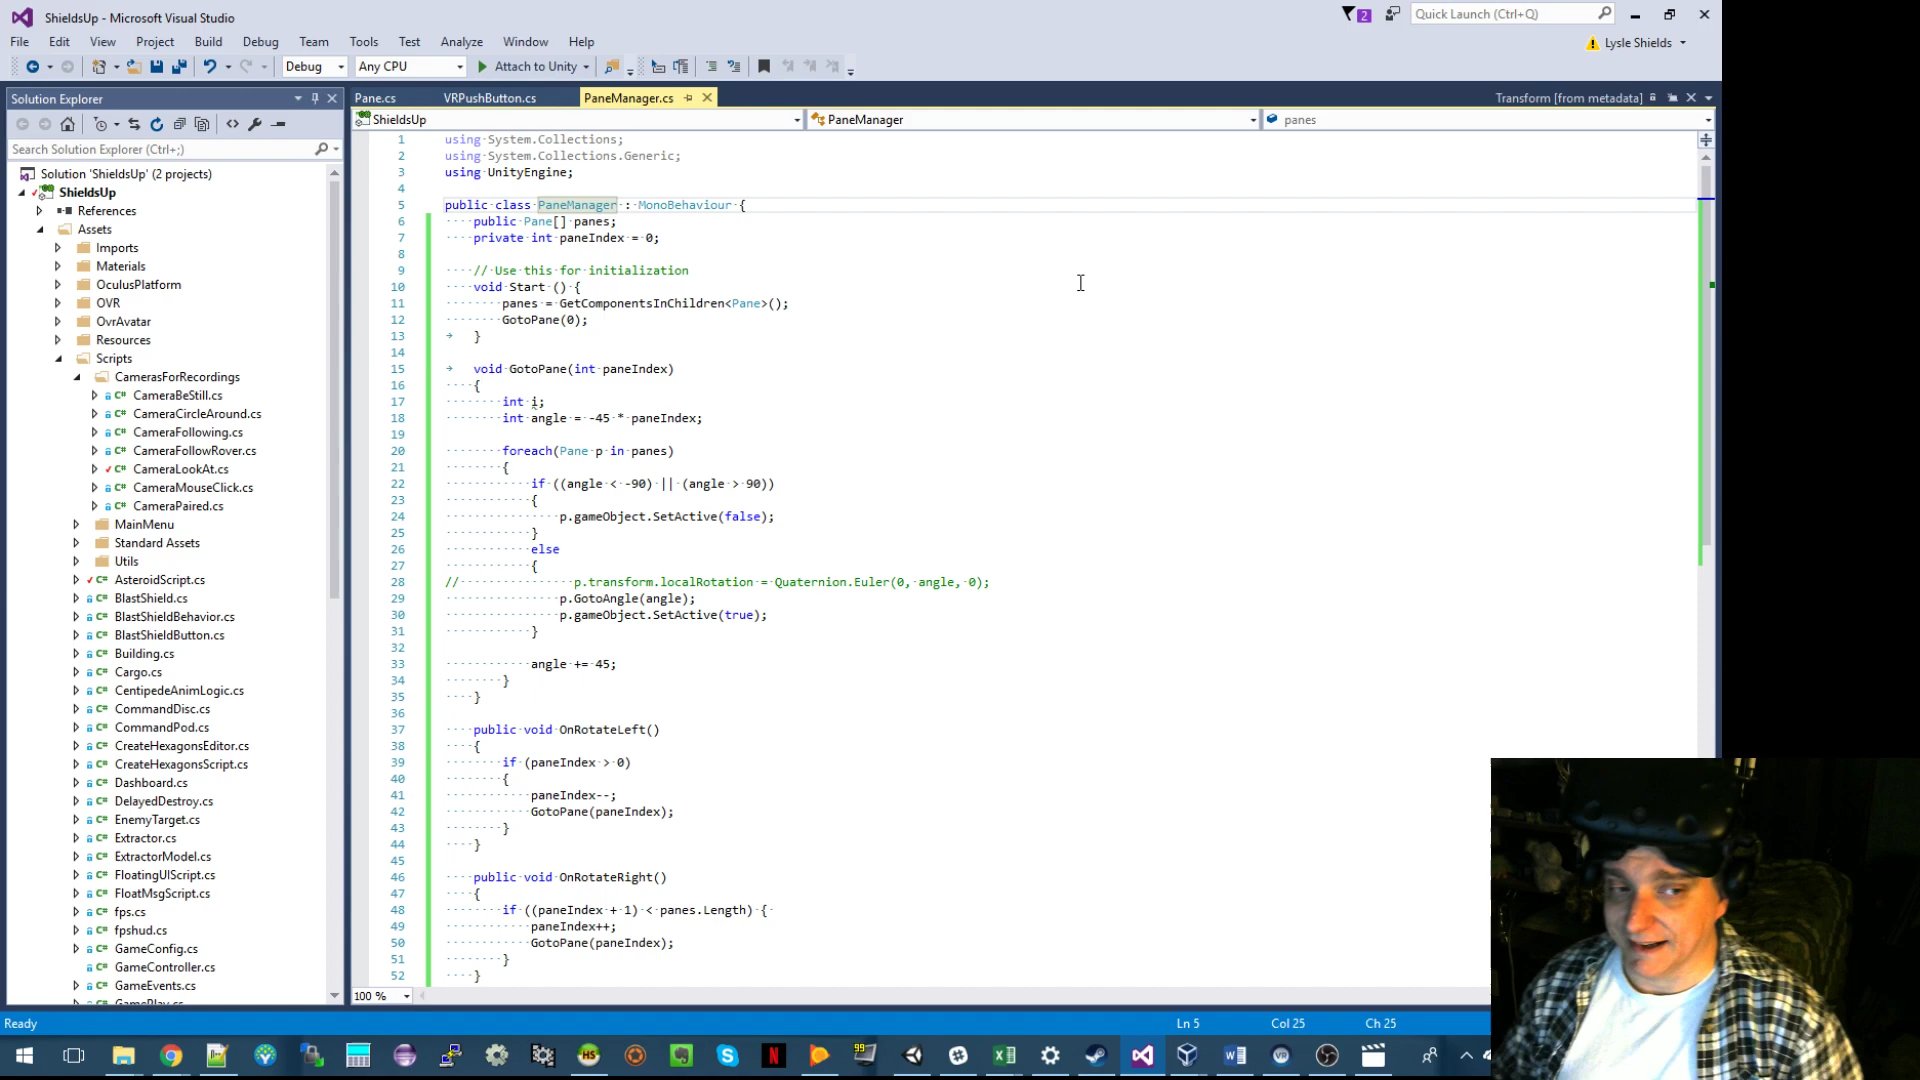 ShieldsUp - Microsoft Visual Studio
2
Quick Launch (Ctrl+Q)
File Edit View Project Build Debug Team Tools Test Analyze Window Help
Lysle Shields
Debug Any CPU Attach to Unity
Solution Explorer
Pane.cs VRPushButton.cs PaneManager.cs Transform [from metadata]
ShieldsUp PaneManager panes
Search Solution Explorer (Ctrl+;)
Solution 'ShieldsUp' (2 projects)
ShieldsUp
References
Assets
Imports
Materials
OculusPlatform
OVR
OvrAvatar
Resources
Scripts
CamerasForRecordings
CameraBeStill.cs
CameraCircleAround.cs
CameraFollowing.cs
CameraFollowRover.cs
CameraLookAt.cs
CameraMouseClick.cs
CameraPaired.cs
MainMenu
Standard Assets
Utils
AsteroidScript.cs
BlastShield.cs
BlastShieldBehavior.cs
BlastShieldButton.cs
Building.cs
Cargo.cs
CentipedeAnimLogic.cs
CommandDisc.cs
CommandPod.cs
CreateHexagonsEditor.cs
CreateHexagonsScript.cs
Dashboard.cs
DelayedDestroy.cs
EnemyTarget.cs
Extractor.cs
ExtractorModel.cs
FloatingUIScript.cs
FloatMsgScript.cs
fps.cs
fpshud.cs
GameConfig.cs
GameController.cs
GameEvents.cs
GamePlay.cs
1 using System.Collections;
2 using System.Collections.Generic;
3 using UnityEngine;
4
5 public class PaneManager : MonoBehaviour {
6 public Pane[] panes;
7 private int paneIndex = 0;
8
9 // Use this for initialization
10 void Start () {
11 panes = GetComponentsInChildren<Pane>();
12 GotoPane(0);
13 }
14
15 void GotoPane(int paneIndex)
16 {
17 int i;
18 int angle = -45 * paneIndex;
19
20 foreach(Pane p in panes)
21 {
22 if ((angle < -90) || (angle > 90))
23 {
24 p.gameObject.SetActive(false);
25 }
26 else
27 {
28 // p.transform.localRotation = Quaternion.Euler(0, angle, 0);
29 p.GotoAngle(angle);
30 p.gameObject.SetActive(true);
31 }
32
33 angle += 45;
34 }
35 }
36
37 public void OnRotateLeft()
38 {
39 if (paneIndex > 0)
40 {
41 paneIndex--;
42 GotoPane(paneIndex);
43 }
44 }
45
46 public void OnRotateRight()
47 {
48 if ((paneIndex + 1) < panes.Length) {
49 paneIndex++;
50 GotoPane(paneIndex);
51 }
52 }
100 %
Ready Ln 5 Col 25 Ch 25
HS N 99 VR